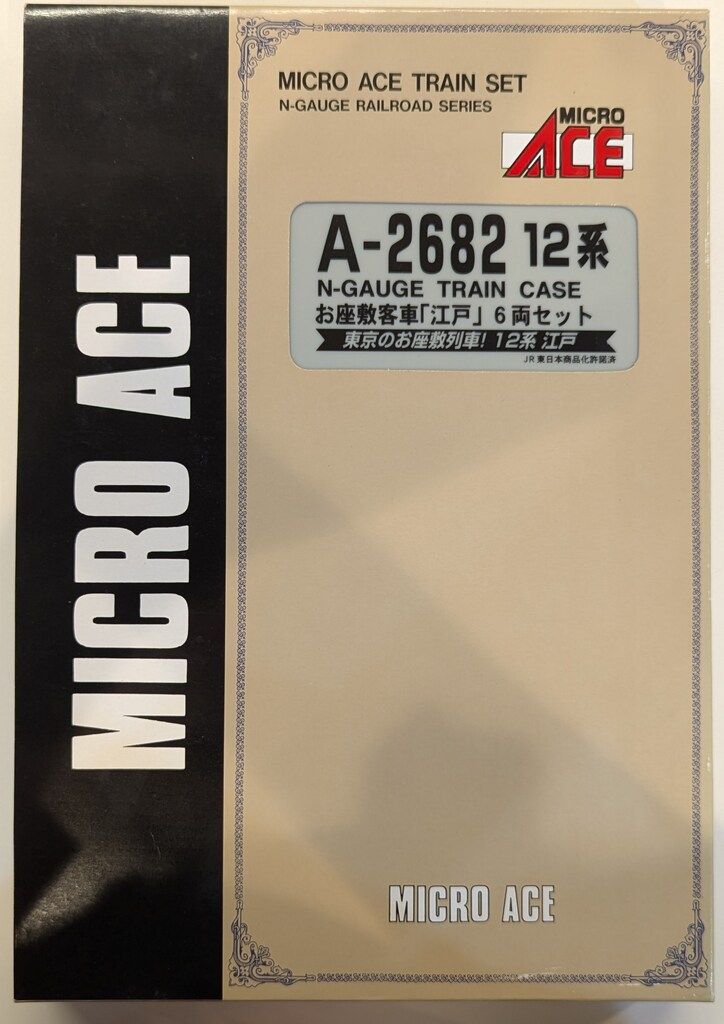 MICRO ACE
MICRO ACE TRAIN SET
N-GAUGE RAILROAD SERIES
MICRO
ACE
A-2682 12系
N-GAUGE TRAIN CASE
お座敷客車「江戸」6両セット
東京のお座敷列車! 12系 江戸
JR東日本商品化許諾済
MICRO ACE